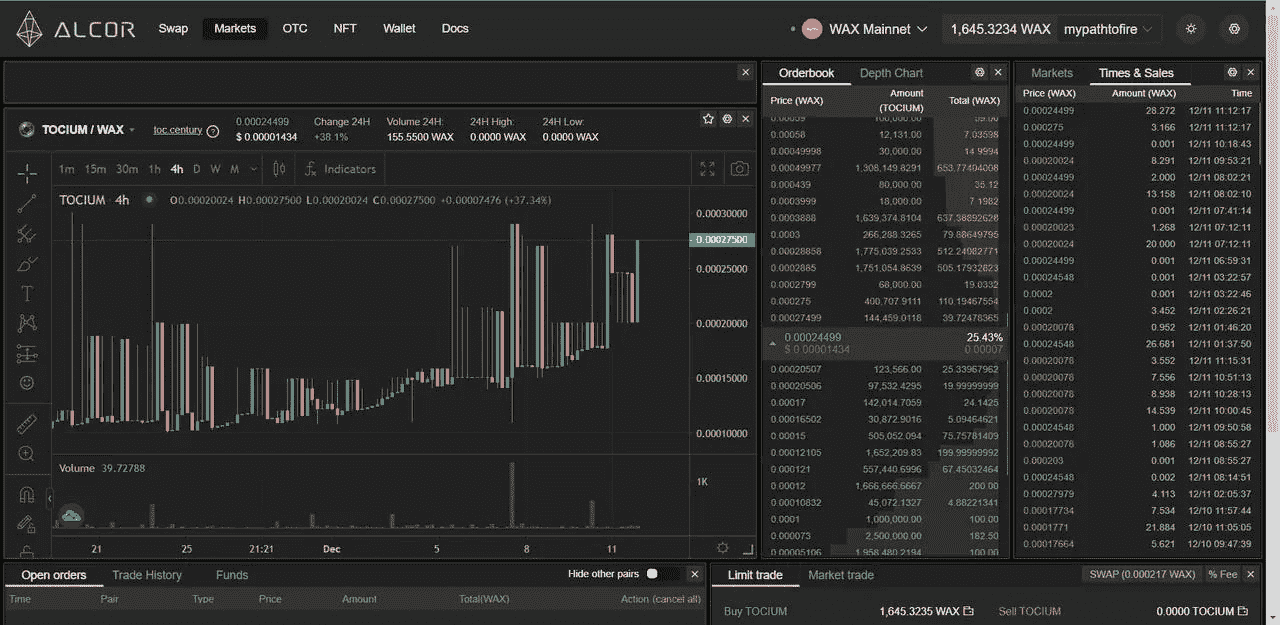 ALCOR Swap Markets OTC NFT Wallet Docs WAX Mainnet 1,645.3234 WAX mypathtofire
TOCIUM / WAX toc.century ? 0.00024499 $ 0.00001434 Change 24H +38.1% Volume 24H: 155.5500 WAX 24H High: 0.0000 WAX 24H Low: 0.0000 WAX
1m 15m 30m 1h 4h D W M Indicators
TOCIUM 4h O0.00020024 H0.00027500 L0.00020024 C0.00027500 +0.00007476 (+37.34%)
0.00030000
0.00027500
0.00025000
0.00020000
0.00015000
0.00010000
Volume 39.72788
1K
21 25 21:21 Dec 5 8 11
Orderbook Depth Chart
Price (WAX) Amount (TOCIUM) Total (WAX)
0.00059 100,000.00 59.00
0.00058 12,131.00 7.03598
0.00049998 30,000.00 14.9994
0.00049977 1,308,149.8291 653.77404008
0.000439 80,000.00 35.12
0.0003999 18,000.00 7.1982
0.0003888 1,639,374.8104 637.38892628
0.0003 266,288.3265 79.88649795
0.00028858 1,775,039.2533 512.24082771
0.0002885 1,751,054.8639 505.17932823
0.0002799 68,000.00 19.0332
0.000275 400,707.9111 110.19467554
0.00027499 144,459.0118 39.72478365
0.00024499 25.43%
$ 0.00001434 0.00007
0.00020507 123,566.00 25.33967962
0.00020506 97,532.4295 19.99999999
0.00017 142,014.7059 24.1425
0.00016502 30,872.9016 5.09464621
0.00015 505,052.094 75.75781409
0.00012105 1,652,209.83 199.99999992
0.000121 557,440.6996 67.45032464
0.00012 1,666,666.6667 200.00
0.00010832 45,072.1327 4.88221341
0.0001 1,000,000.00 100.00
0.000073 2,500,000.00 182.50
0.00005106 1,958,480.2194 100.00
Markets Times & Sales
Price (WAX) Amount (WAX) Time
0.00024499 28.272 12/11 11:12:17
0.000275 3.166 12/11 11:12:17
0.00024499 0.001 12/11 10:18:43
0.00020024 8.291 12/11 09:53:21
0.00024499 2.000 12/11 08:02:21
0.00020024 13.158 12/11 08:02:10
0.00024499 0.001 12/11 07:41:14
0.00020023 1.268 12/11 07:12:11
0.00020024 20.000 12/11 07:12:11
0.00024499 0.001 12/11 06:59:31
0.00024548 0.001 12/11 03:22:57
0.0002 0.001 12/11 03:22:46
0.0002 3.452 12/11 02:26:21
0.00020078 0.952 12/11 01:46:20
0.00024548 26.681 12/11 01:37:50
0.00020078 3.552 12/11 11:15:31
0.00020078 7.556 12/11 10:51:13
0.00020078 8.938 12/11 10:28:13
0.00020078 14.539 12/11 10:00:45
0.00024548 1.000 12/11 09:50:58
0.00020078 1.086 12/11 08:55:27
0.000203 0.001 12/11 08:55:27
0.00024548 0.002 12/11 08:14:51
0.00027979 4.113 12/11 02:05:37
0.00017734 7.534 12/10 11:57:44
0.0001771 21.884 12/10 11:05:05
0.00017664 5.621 12/10 09:47:39
Open orders Trade History Funds Hide other pairs
Time Pair Type Price Amount Total(WAX) Action (cancel all)
Limit trade Market trade SWAP (0.000217 WAX) % Fee
Buy TOCIUM 1,645.3235 WAX Sell TOCIUM 0.0000 TOCIUM